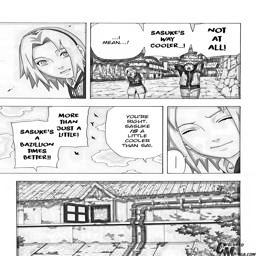 NOT
AT
ALL!
SASUKE'S
WAY
COOLER...!
...I
MEAN...!
YOU'RE
RIGHT.
SASUKE
IS A
LITTLE
COOLER
THAN SAI.
MORE
THAN
JUST A
LITTLE!
SASUKE'S
A
BAZILLION
TIMES
BETTER!!